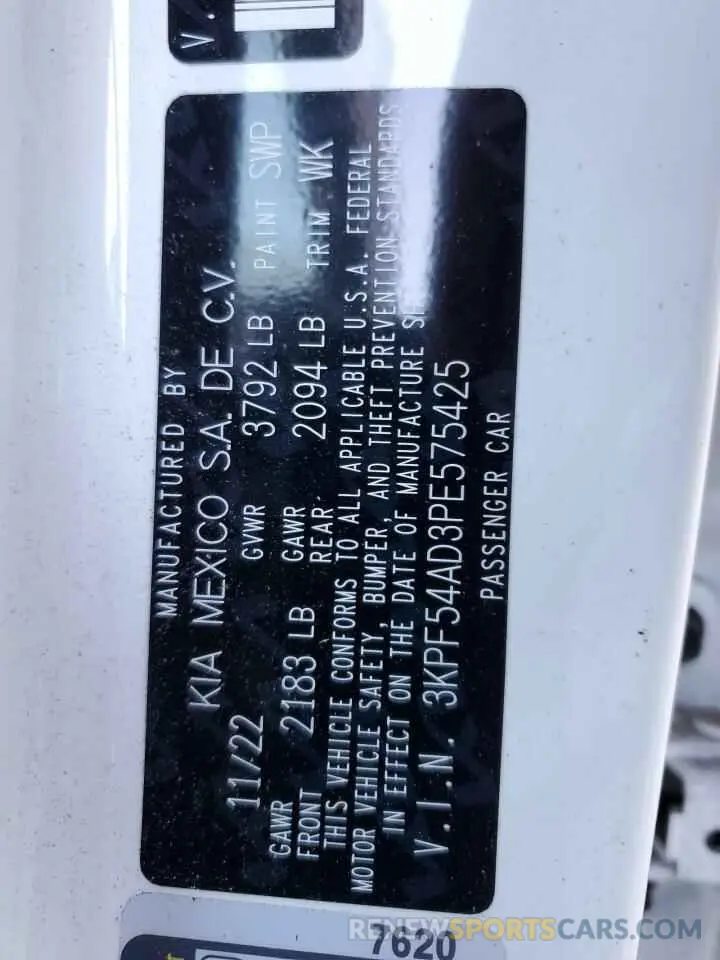 V.
MANUFACTURED BY
KIA MEXICO S.A. DE C.V.
11/22 GVWR 3792 LB PAINT SWP
GAWR FRONT 2183 LB GAWR REAR 2094 LB TRIM WK
THIS VEHICLE CONFORMS TO ALL APPLICABLE U.S.A. FEDERAL
MOTOR VEHICLE SAFETY, BUMPER, AND THEFT PREVENTION STANDARDS
IN EFFECT ON THE DATE OF MANUFACTURE
V.I.N. 3KPF54AD3PE575425
PASSENGER CAR
7620
RENEWSPORTSCARS.COM